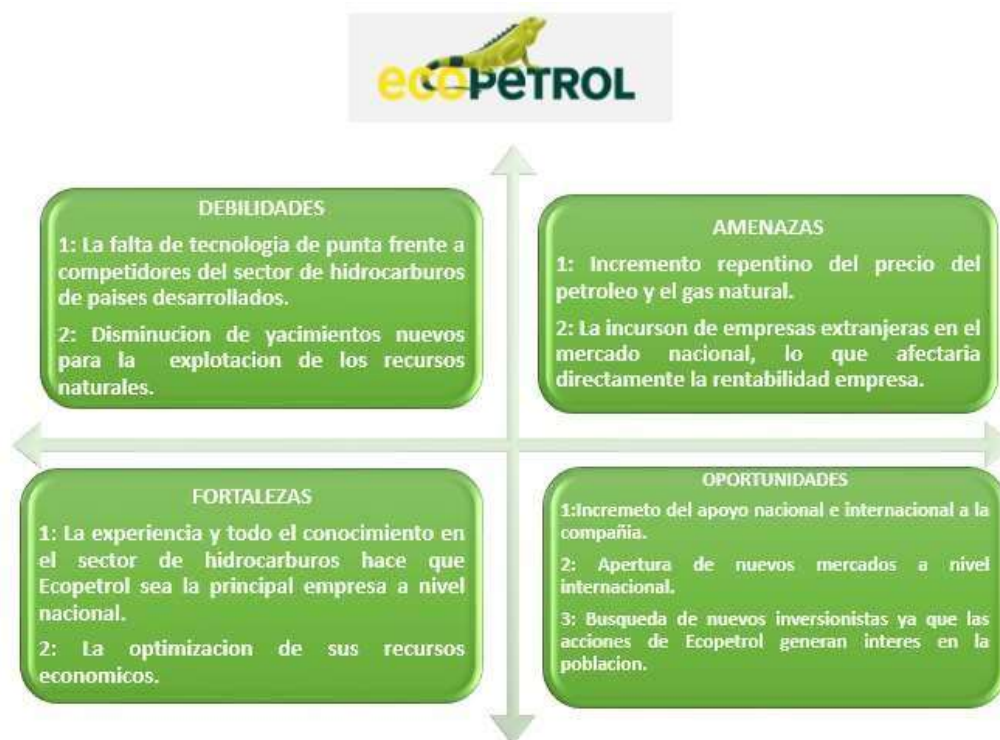 ecoPETROL
DEBILIDADES
1: La falta de tecnologia de punta frente a
competidores del sector de hidrocarburos
de paises desarrollados.
2: Disminucion de yacimientos nuevos
para la explotacion de los recursos
naturales.
AMENAZAS
1: Incremento repentino del precio del
petroleo y el gas natural.
2: La incurson de empresas extranjeras en el
mercado nacional, lo que afectaria
directamente la rentabilidad empresa.
FORTALEZAS
1: La experiencia y todo el conocimiento en
el sector de hidrocarburos hace que
Ecopetrol sea la principal empresa a nivel
nacional.
2: La optimizacion de sus recursos
economicos.
OPORTUNIDADES
1:Incremeto del apoyo nacional e internacional a la
compañia.
2: Apertura de nuevos mercados a nivel
internacional.
3: Busqueda de nuevos inversionistas ya que las
acciones de Ecopetrol generan interes en la
poblacion.